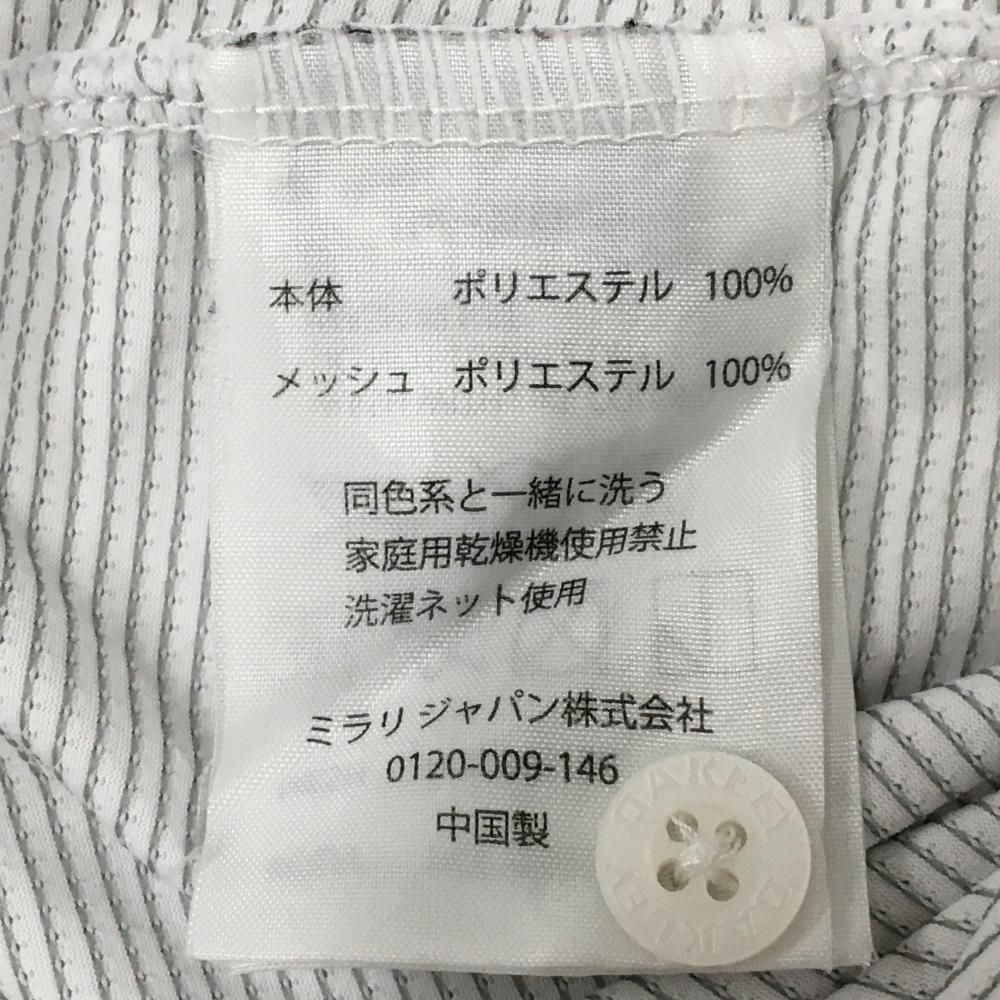 本体 ポリエステル 100%
メッシュ ポリエステル 100%
同色系と一緒に洗う
家庭用乾燥機使用禁止
洗濯ネット使用
ミラリ ジャパン株式会社
0120-009-146
中国製